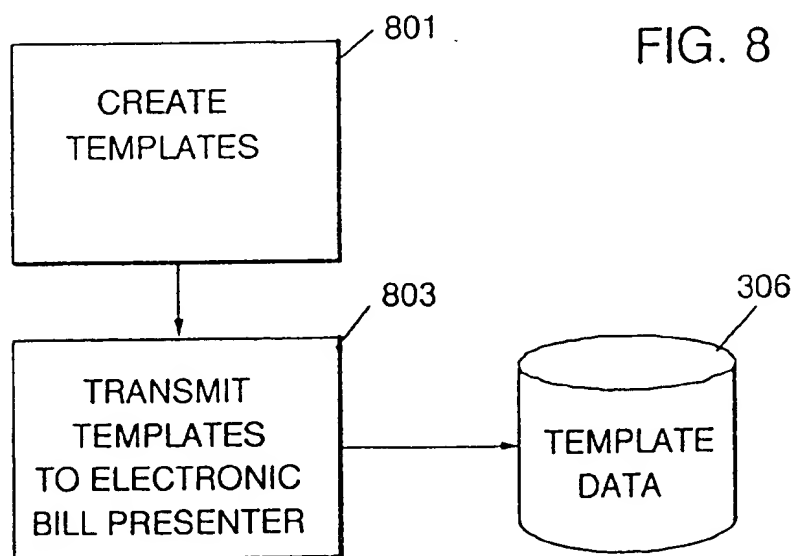 801
FIG. 8
CREATE
TEMPLATES
803
306
TRANSMIT
TEMPLATES
TO ELECTRONIC
BILL PRESENTER
TEMPLATE
DATA